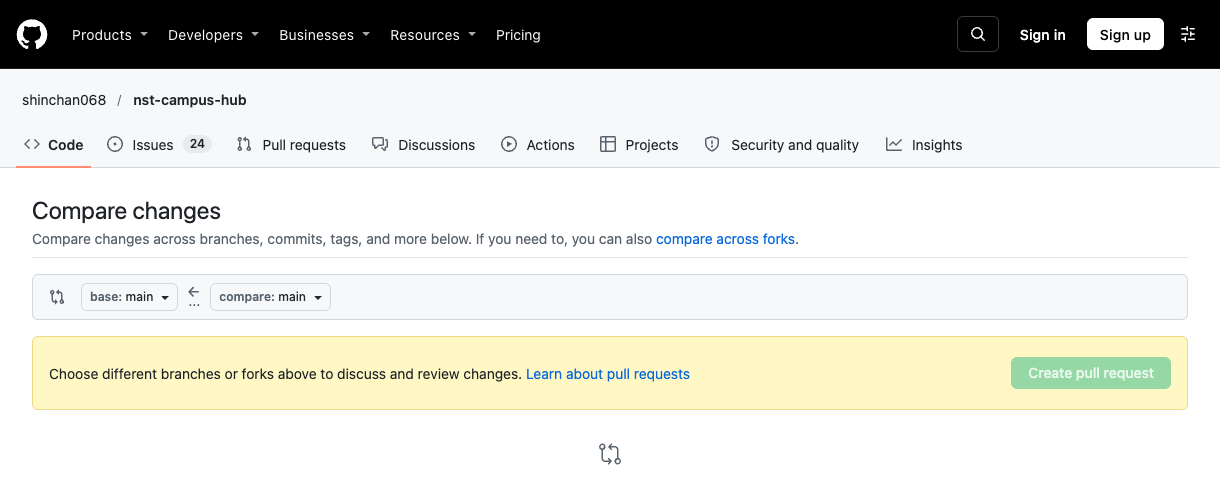 Products Developers Businesses Resources Pricing Sign in Sign up
shinchan068 / nst-campus-hub
Code Issues 24 Pull requests Discussions Actions Projects Security and quality Insights
Compare changes
Compare changes across branches, commits, tags, and more below. If you need to, you can also compare across forks.
base: main ... compare: main
Choose different branches or forks above to discuss and review changes. Learn about pull requests Create pull request